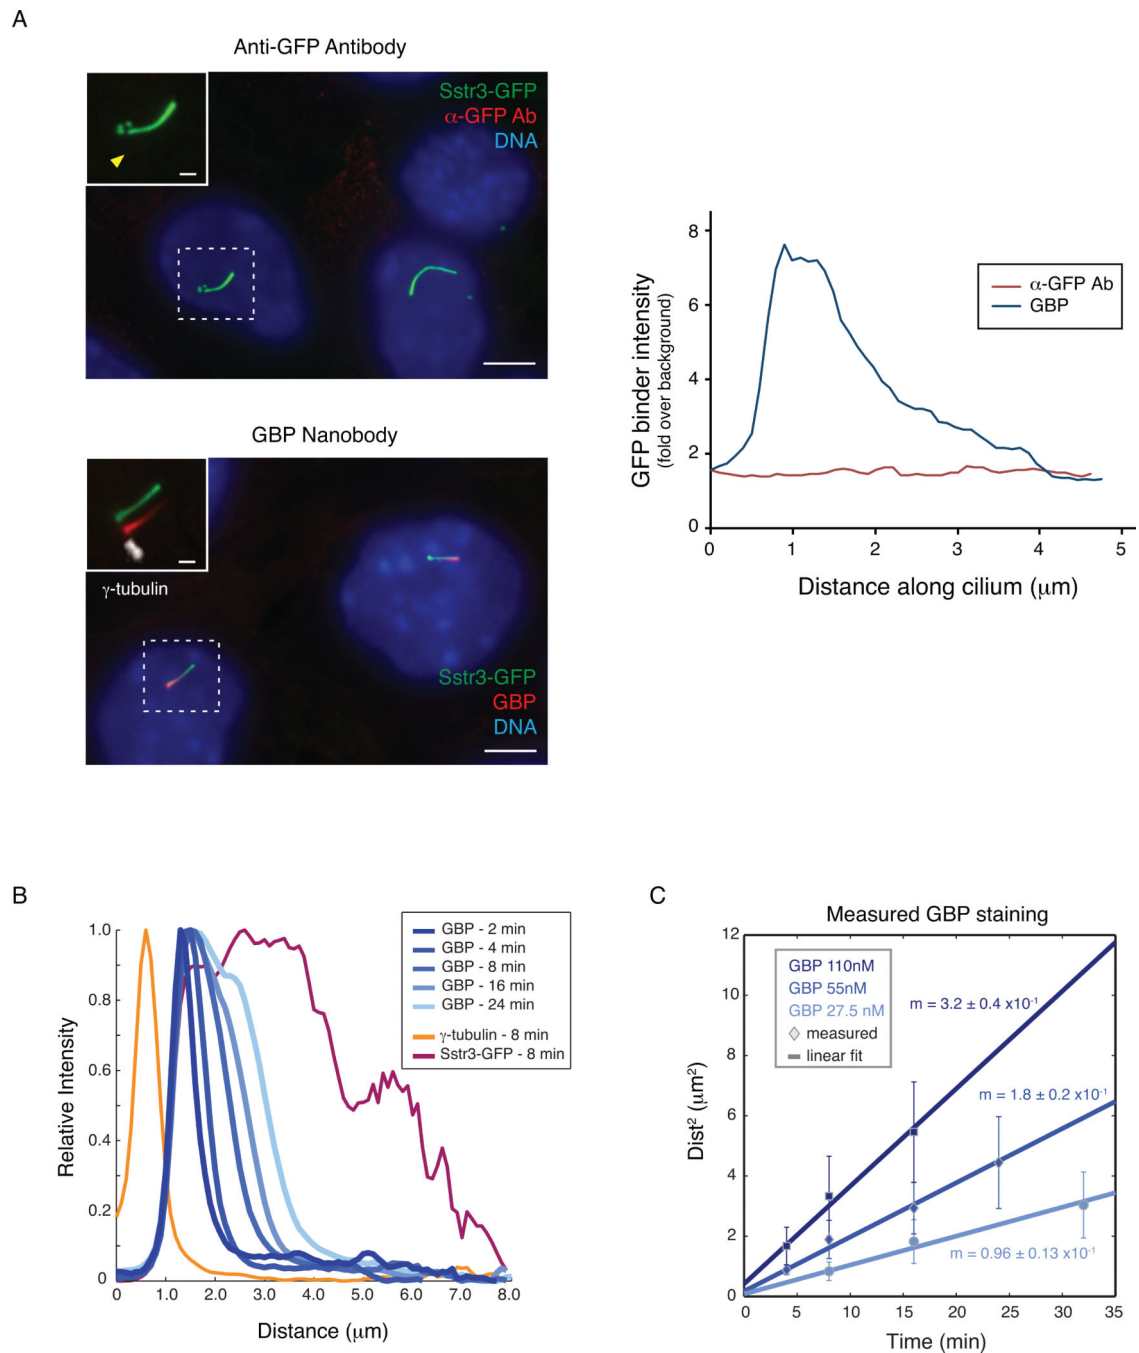 A
Anti-GFP Antibody
Sstr3-GFP
α-GFP Ab
DNA
GBP Nanobody
γ-tubulin
Sstr3-GFP
GBP
DNA
GFP binder intensity
(fold over background)
8
6
4
2
0
0 1 2 3 4 5
Distance along cilium (μm)
α-GFP Ab
GBP
B
Relative Intensity
1.0
0.8
0.6
0.4
0.2
0
0 1.0 2.0 3.0 4.0 5.0 6.0 7.0 8.0
Distance (μm)
GBP - 2 min
GBP - 4 min
GBP - 8 min
GBP - 16 min
GBP - 24 min
γ-tubulin - 8 min
Sstr3-GFP - 8 min
C
Measured GBP staining
Dist² (μm²)
12
10
8
6
4
2
0
0 5 10 15 20 25 30 35
Time (min)
GBP 110nM
GBP 55nM
GBP 27.5 nM
measured
linear fit
m = 3.2 ± 0.4 x10⁻¹
m = 1.8 ± 0.2 x10⁻¹
m = 0.96 ± 0.13 x10⁻¹